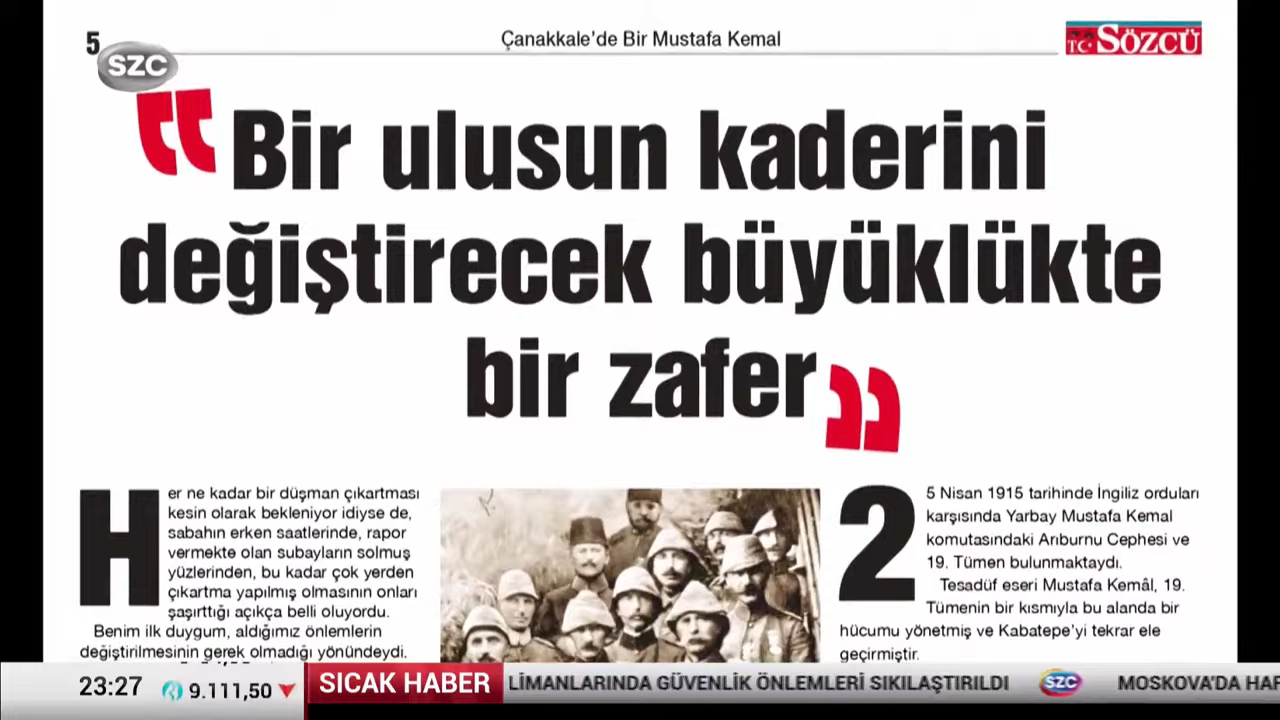 5
Çanakkale'de Bir Mustafa Kemal
TC SÖZCÜ
SZC
"Bir ulusun kaderini
değiştirecek büyüklükte
bir zafer"
Her ne kadar bir düşman çıkartması
kesin olarak bekleniyor idiyse de,
sabahın erken saatlerinde, rapor
vermekte olan subayların solmuş
yüzlerinden, bu kadar çok yerden
çıkartma yapılmış olmasının onları
şaşırttığı açıkça belli oluyordu.
Benim ilk duygum, aldığımız önlemlerin
değiştirilmesinin gerek olmadığı yönündeydi.
25 Nisan 1915 tarihinde İngiliz orduları
karşısında Yarbay Mustafa Kemal
komutasındaki Arıburnu Cephesi ve
19. Tümen bulunmaktaydı.
Tesadüf eseri Mustafa Kemâl, 19.
Tümenin bir kısmıyla bu alanda bir
hücumu yönetmiş ve Kabatepe'yi tekrar ele
geçirmiştir.
23:27
9.111,50
SICAK HABER
LİMANLARINDA GÜVENLİK ÖNLEMLERİ SIKILAŞTIRILDI
SZC
MOSKOVA'DA HAF